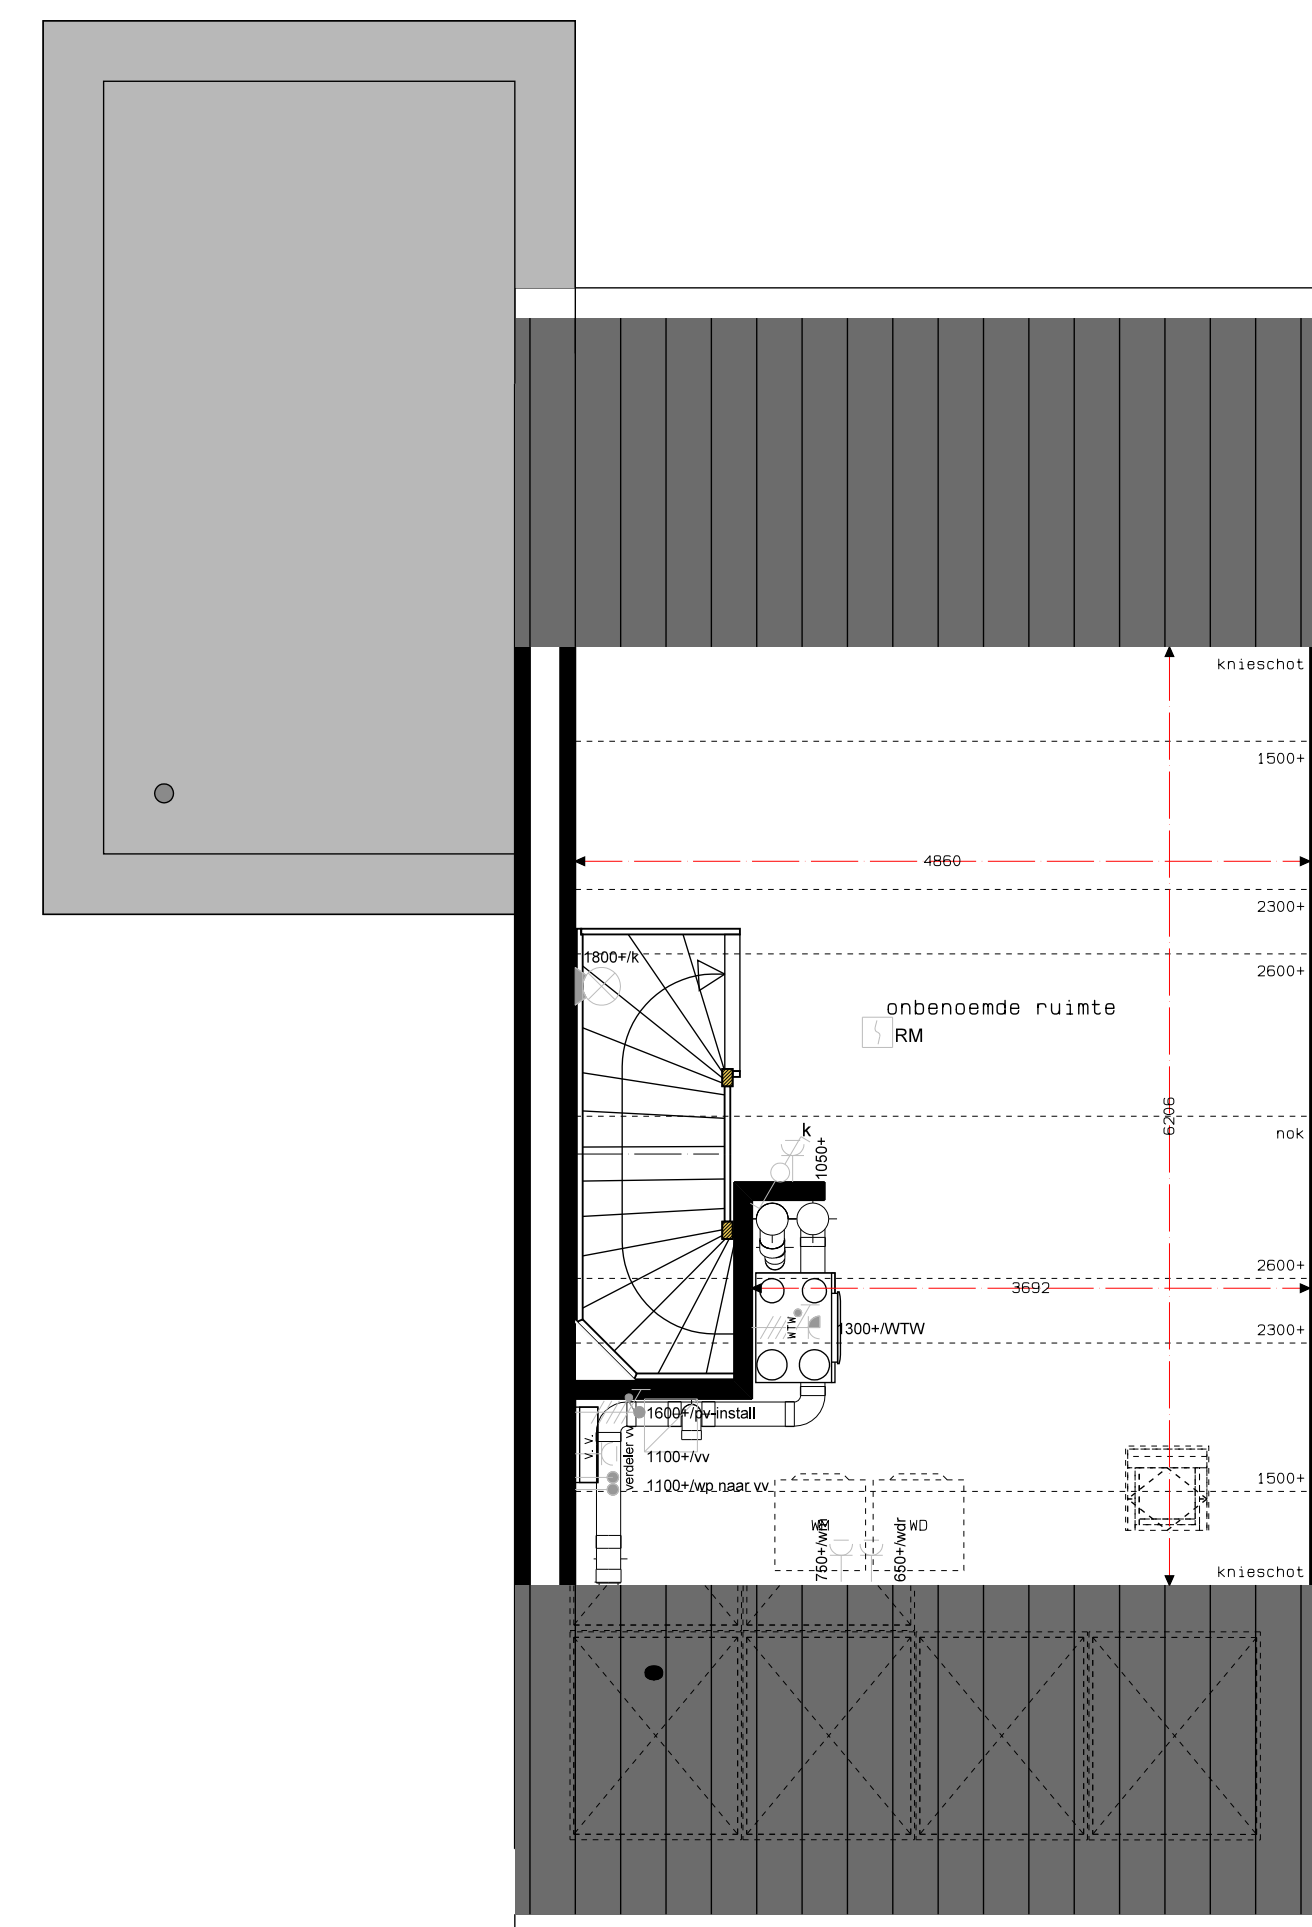 knieschot
1500+
4860
2300+
1800+/k
2600+
onbenoemde ruimte
RM
6206
k
1050+
nok
2600+
3692
WTW
1300+/WTW
2300+
1600+/pv-install
V. V.
verdeler vv
1100+/vv
1100+/wp naar vv
1500+
WM
750+/wm
650+/wdr
WD
knieschot